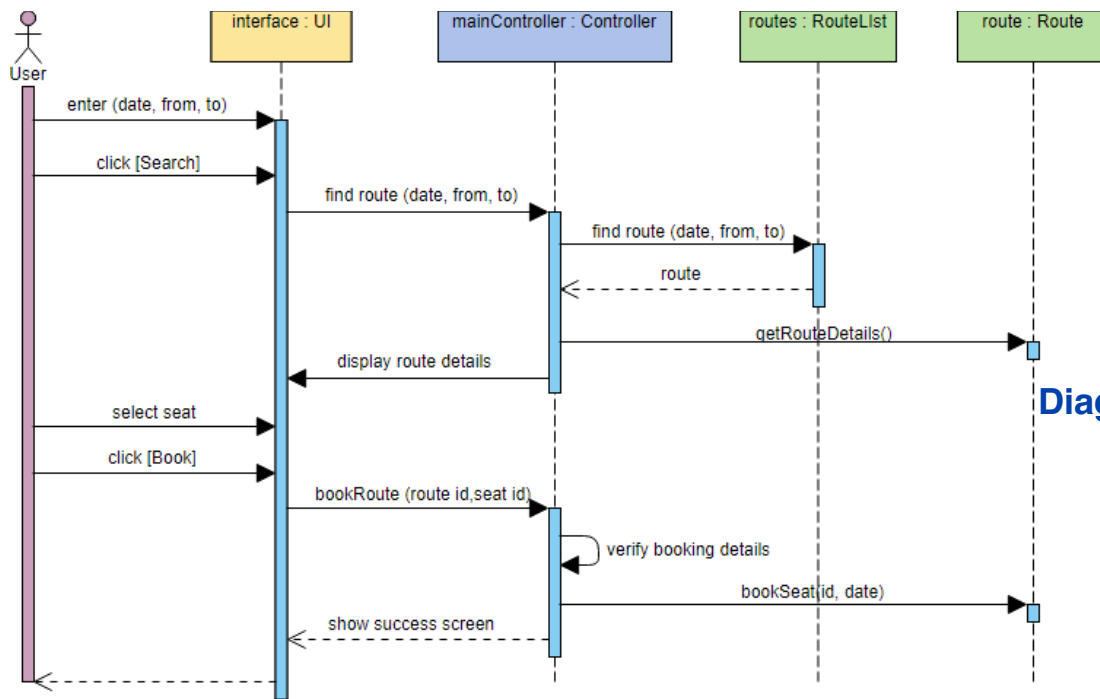 interface : UI
mainController : Controller
routes : RouteLIst
route : Route
User
enter (date, from, to)
click [Search]
find route (date, from, to)
find route (date, from, to)
route
getRouteDetails()
display route details
Diag
select seat
click [Book]
bookRoute (route id,seat id)
verify booking details
bookSeat(id, date)
show success screen